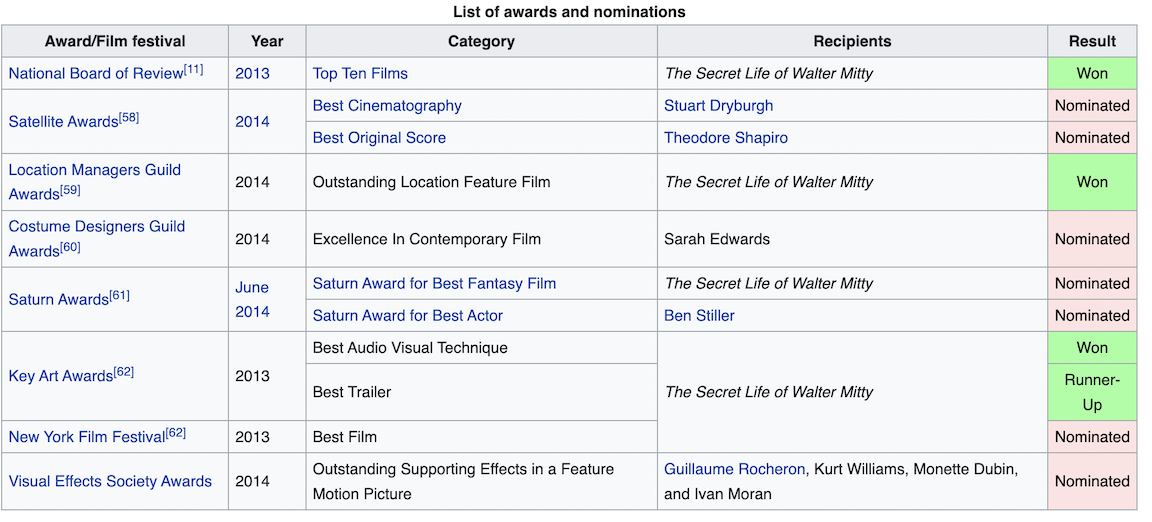 List of awards and nominations
Award/Film festival Year Category Recipients Result
National Board of Review[11] 2013 Top Ten Films The Secret Life of Walter Mitty Won
Satellite Awards[58] 2014 Best Cinematography Stuart Dryburgh Nominated
Best Original Score Theodore Shapiro Nominated
Location Managers Guild
Awards[59] 2014 Outstanding Location Feature Film The Secret Life of Walter Mitty Won
Costume Designers Guild
Awards[60] 2014 Excellence In Contemporary Film Sarah Edwards Nominated
Saturn Awards[61] June
2014 Saturn Award for Best Fantasy Film The Secret Life of Walter Mitty Nominated
Saturn Award for Best Actor Ben Stiller Nominated
Key Art Awards[62] 2013 Best Audio Visual Technique The Secret Life of Walter Mitty Won
Best Trailer Runner-
Up
New York Film Festival[62] 2013 Best Film Nominated
Visual Effects Society Awards 2014 Outstanding Supporting Effects in a Feature
Motion Picture Guillaume Rocheron, Kurt Williams, Monette Dubin,
and Ivan Moran Nominated